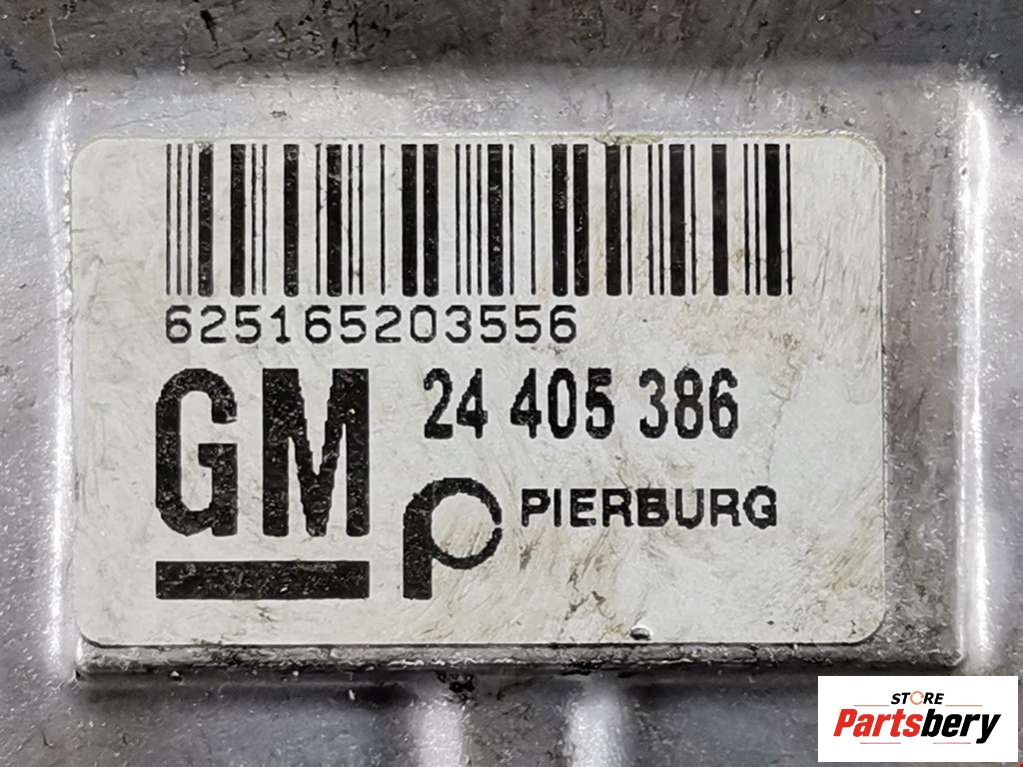 625165203556
GM
24 405 386
PIERBURG
STORE
Partsbery